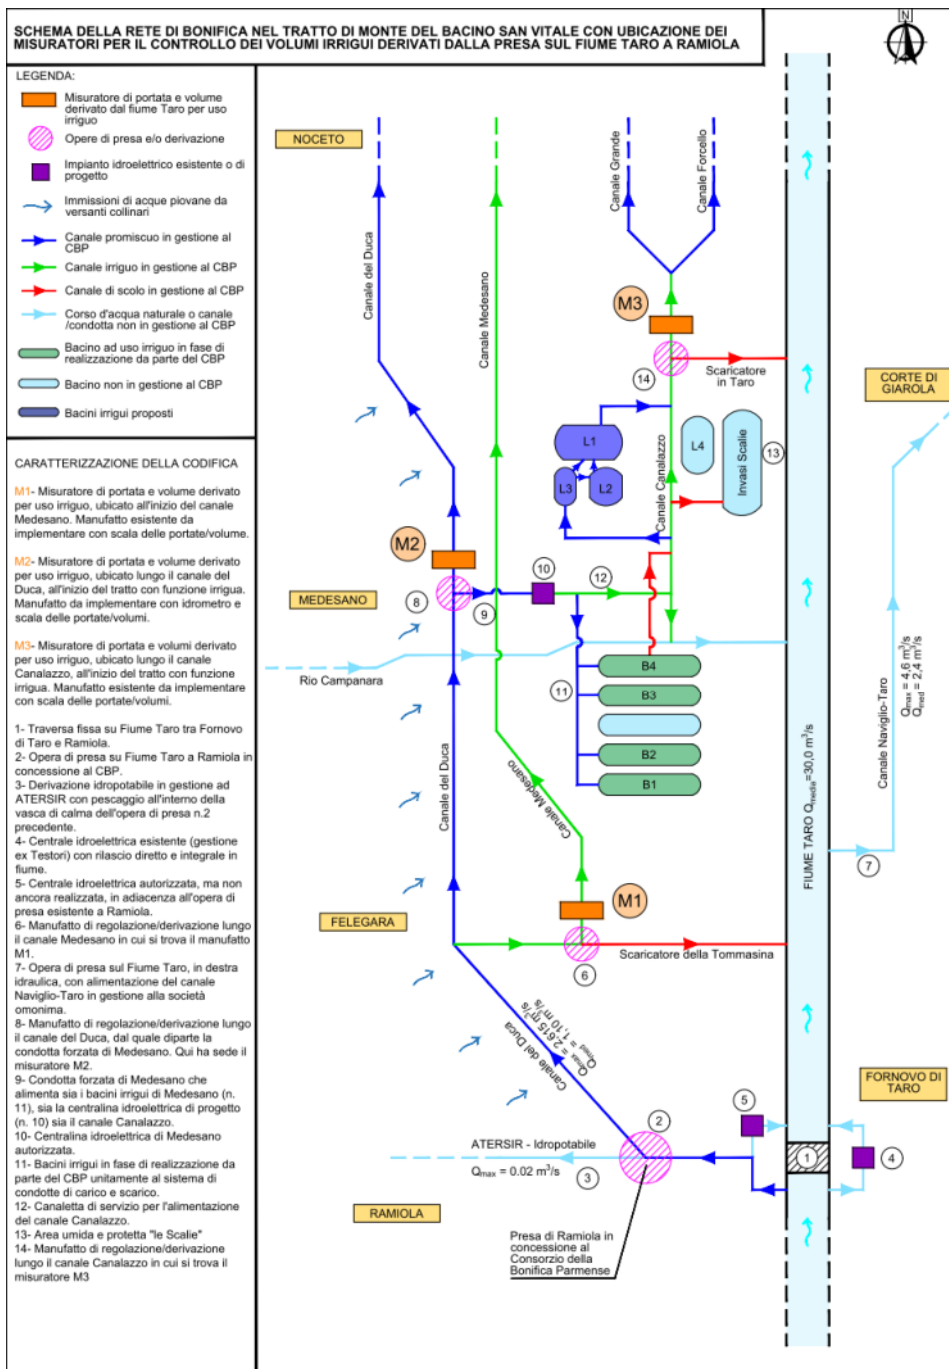 SCHEMA DELLA RETE DI BONIFICA NEL TRATTO DI MONTE DEL BACINO SAN VITALE CON UBICAZIONE DEI
MISURATORI PER IL CONTROLLO DEI VOLUMI IRRIGUI DERIVATI DALLA PRESA SUL FIUME TARO A RAMIOLA
N
LEGENDA:
Misuratore di portata e volume
derivato dal fiume Taro per uso
irriguo
Opere di presa e/o derivazione
Impianto idroelettrico esistente o di
progetto
Immissioni di acque piovane da
versanti collinari
Canale promiscuo in gestione al
CBP
Canale irriguo in gestione al CBP
Canale di scolo in gestione al CBP
Corso d'acqua naturale o canale
/condotta non in gestione al CBP
Bacino ad uso irriguo in fase di
realizzazione da parte del CBP
Bacino non in gestione al CBP
Bacini irrigui proposti
CARATTERIZZAZIONE DELLA CODIFICA
M1- Misuratore di portata e volume derivato
per uso irriguo, ubicato all'inizio del canale
Medesano. Manufatto esistente da
implementare con scala delle portate/volume.
M2- Misuratore di portata e volume derivato
per uso irriguo, ubicato lungo il canale del
Duca, all'inizio del tratto con funzione irrigua.
Manufatto da implementare con idrometro e
scala delle portate/volumi.
M3- Misuratore di portata e volumi derivato
per uso irriguo, ubicato lungo il canale
Canalazzo, all'inizio del tratto con funzione
irrigua. Manufatto esistente da implementare
con scala delle portate/volumi.
1- Traversa fissa su Fiume Taro tra Fornovo
di Taro e Ramiola.
2- Opera di presa su Fiume Taro a Ramiola in
concessione al CBP.
3- Derivazione idropotabile in gestione ad
ATERSIR con pescaggio all'interno della
vasca di calma dell'opera di presa n.2
precedente.
4- Centrale idroelettrica esistente (gestione
ex Testori) con rilascio diretto e integrale in
fiume.
5- Centrale idroelettrica autorizzata, ma non
ancora realizzata, in adiacenza all'opera di
presa esistente a Ramiola.
6- Manufatto di regolazione/derivazione lungo
il canale Medesano in cui si trova il manufatto
M1.
7- Opera di presa sul Fiume Taro, in destra
idraulica, con alimentazione del canale
Naviglio-Taro in gestione alla società
omonima.
8- Manufatto di regolazione/derivazione lungo
il canale del Duca, dal quale diparte la
condotta forzata di Medesano. Qui ha sede il
misuratore M2.
9- Condotta forzata di Medesano che
alimenta sia i bacini irrigui di Medesano (n.
11), sia la centralina idroelettrica di progetto
(n. 10) sia il canale Canalazzo.
10- Centralina idroelettrica di Medesano
autorizzata.
11- Bacini irrigui in fase di realizzazione da
parte del CBP unitamente al sistema di
condotte di carico e scarico.
12- Canaletta di servizio per l'alimentazione
del canale Canalazzo.
13- Area umida e protetta "le Scalie"
14- Manufatto di regolazione/derivazione
lungo il canale Canalazzo in cui si trova il
misuratore M3
NOCETO
Canale del Duca
Canale Medesano
Canale Grande
Canale Forcello
M3
14
Scaricatore
in Taro
CORTE DI
GIAROLA
L1
L3
L2
L4
Invasi Scalie
13
Canale Canalazzo
M2
8
9
10
12
MEDESANO
Rio Campanara
11
B4
B3
B2
B1
Canale del Duca
Canale Medesano
FIUME TARO Qmedia=30,0 m³/s
Canale Naviglio-Taro
Qmax = 4,6 m³/s
Qmed = 2,4 m³/s
7
M1
FELEGARA
6
Scaricatore della Tommasina
Canale del Duca
Qmax = 2,615 m³/s
Qmed = 1,10 m³/s
FORNOVO DI
TARO
5
2
1
4
ATERSIR - Idropotabile
Qmax = 0.02 m³/s
3
RAMIOLA
Presa di Ramiola in
concessione al
Consorzio della
Bonifica Parmense